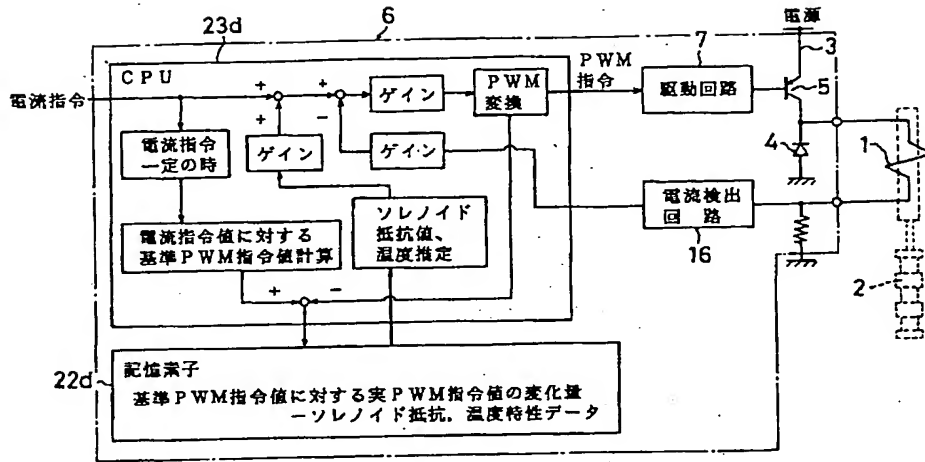 23d
6
電源
CPU
7
3
PWM
指令
電流指令
+
+
+
−
ゲイン
PWM
変換
駆動回路
5
電流指令
一定の時
ゲイン
ゲイン
4
1
電流指令値に対する
基準PWM指令値計算
ソレノイド
抵抗値、
温度推定
電流検出
回 路
16
+
−
2
22d
記憶素子
基準PWM指令値に対する実PWM指令値の変化量
−ソレノイド抵抗，温度特性データ